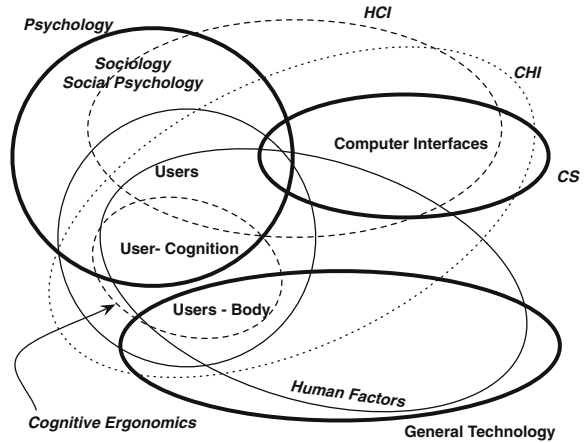 HCI
Psychology
Sociology
Social Psychology
CHI
Computer Interfaces
Users
CS
User- Cognition
Users - Body
Human Factors
Cognitive Ergonomics
General Technology